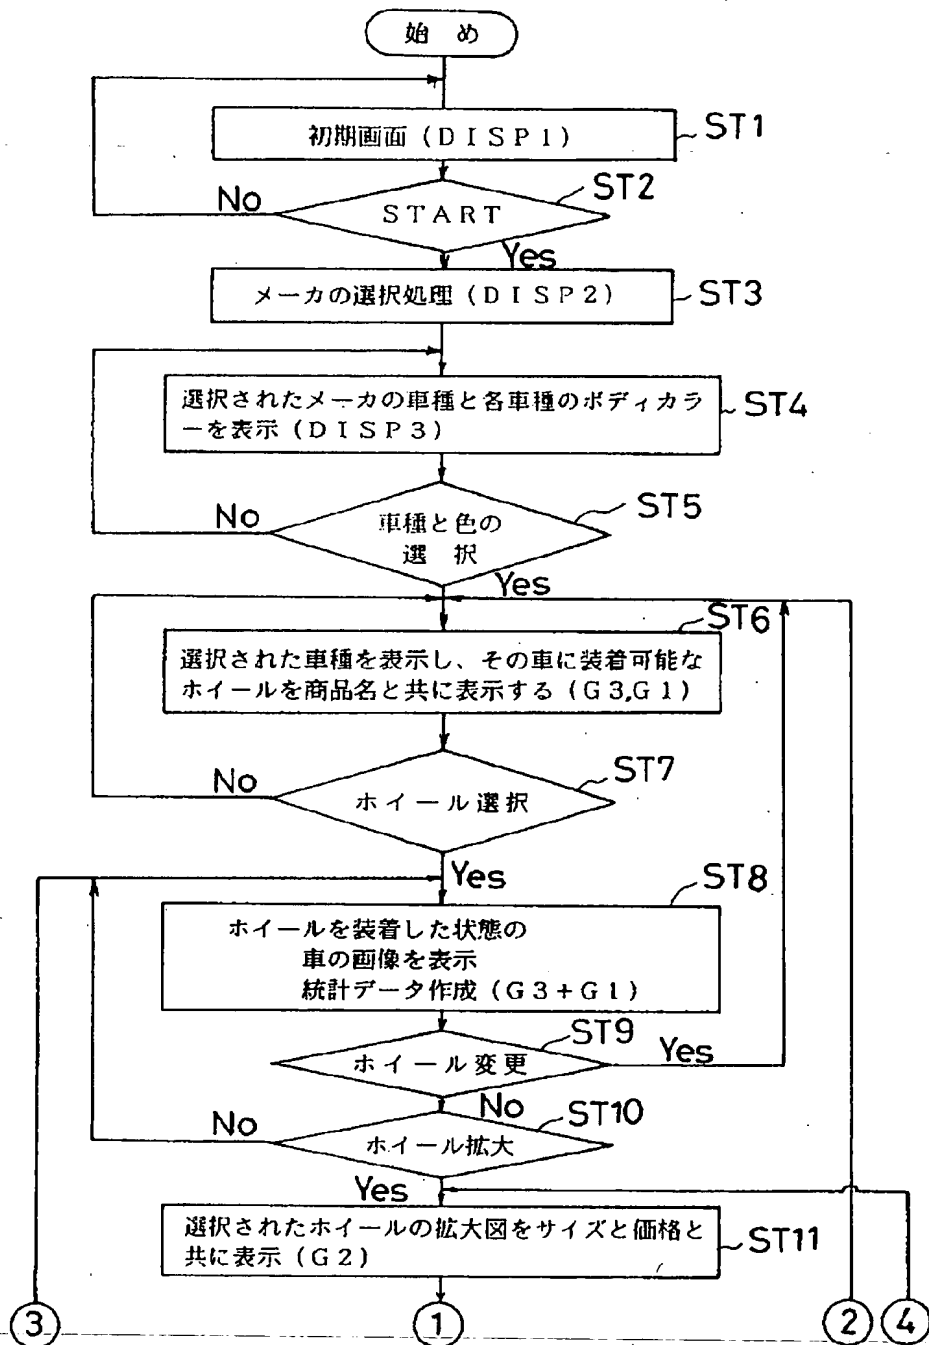 始 め
初期画面(DISP1)
ST1
START
ST2
No
Yes
メーカの選択処理(DISP2)
ST3
選択されたメーカの車種と各車種のボディカラ
ーを表示(DISP3)
ST4
車種と色の
選 択
ST5
No
Yes
ST6
選択された車種を表示し、その車に装着可能な
ホイールを商品名と共に表示する(G3,G1)
ホイール選択
ST7
No
Yes
ST8
ホイールを装着した状態の
車の画像を表示
統計データ作成(G3+G1)
ST9
ホイール変更
Yes
No
ST10
ホイール拡大
No
Yes
選択されたホイールの拡大図をサイズと価格と
共に表示(G2)
ST11
3
1
2
4